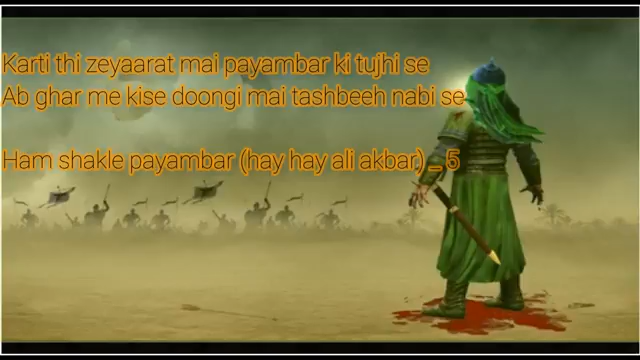 Karti thi zeyaarat mai payambar ki tujhi se
Ab ghar me kise doongi mai tashbeeh nabi se
Ham shakle payambar (hay hay ali akbar) _ 5